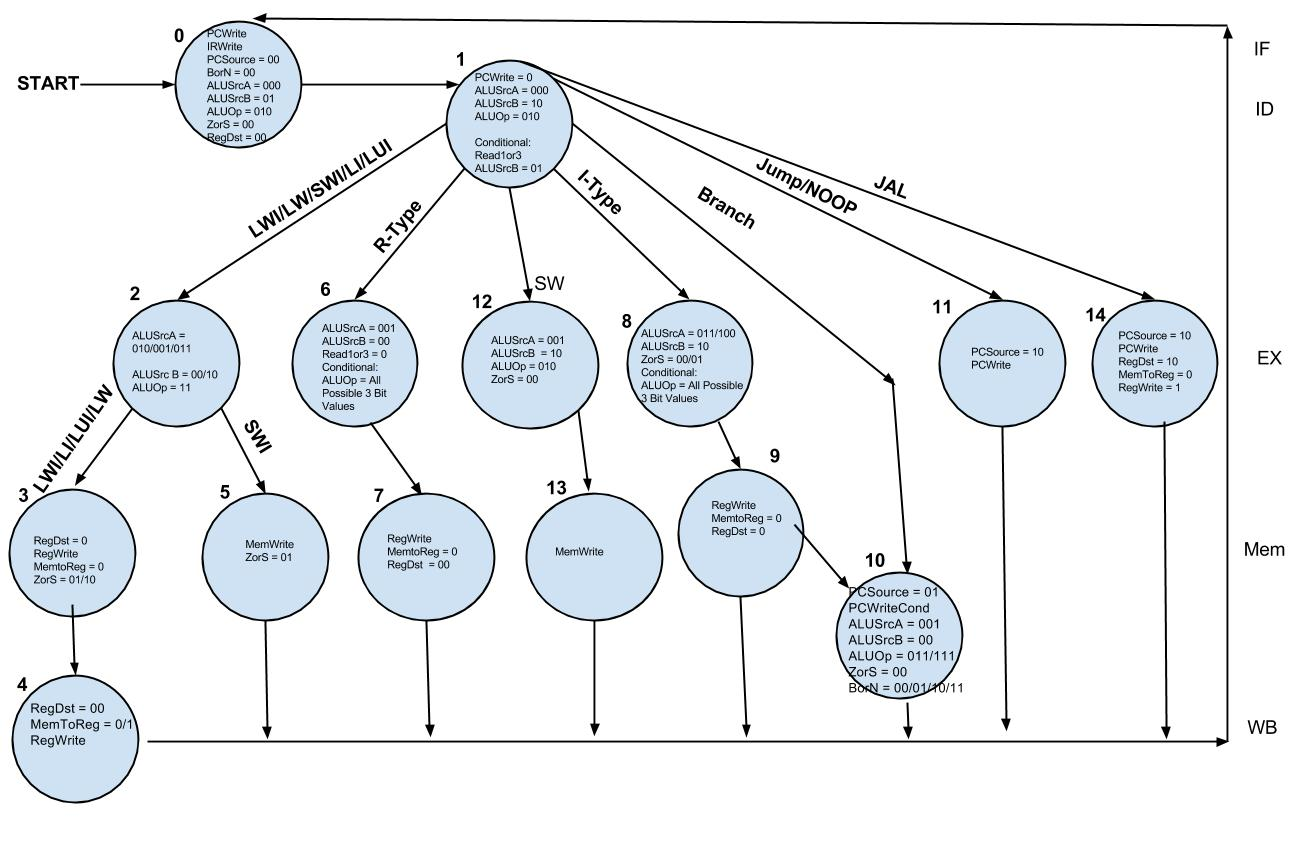 0
PCWrite
IRWrite
PCSource = 00
BorN = 00
ALUSrcA = 000
ALUSrcB = 01
ALUOp = 010
ZorS = 00
RegDst = 00
START
1
PCWrite = 0
ALUSrcA = 000
ALUSrcB = 10
ALUOp = 010
Conditional:
Read1or3
ALUSrcB = 01
IF
ID
LWI/LW/SWI/LI/LUI
R-Type
SW
I-Type
Branch
Jump/NOOP
JAL
2
ALUSrcA =
010/001/011
ALUSrc B = 00/10
ALUOp = 11
6
ALUSrcA = 001
ALUSrcB = 00
Read1or3 = 0
Conditional:
ALUOp = All
Possible 3 Bit
Values
12
ALUSrcA = 001
ALUSrcB = 10
ALUOp = 010
ZorS = 00
8
ALUSrcA = 011/100
ALUSrcB = 10
ZorS = 00/01
Conditional:
ALUOp = All Possible
3 Bit Values
11
PCSource = 10
PCWrite
14
PCSource = 10
PCWrite
RegDst = 10
MemToReg = 0
RegWrite = 1
EX
LWI/LI/LUI/LW
SWI
3
RegDst = 0
RegWrite
MemtoReg = 0
ZorS = 01/10
5
MemWrite
ZorS = 01
7
RegWrite
MemtoReg = 0
RegDst = 00
13
MemWrite
9
RegWrite
MemtoReg = 0
RegDst = 0
10
PCSource = 01
PCWriteCond
ALUSrcA = 001
ALUSrcB = 00
ALUOp = 011/111
ZorS = 00
BorN = 00/01/10/11
Mem
4
RegDst = 00
MemToReg = 0/1
RegWrite
WB